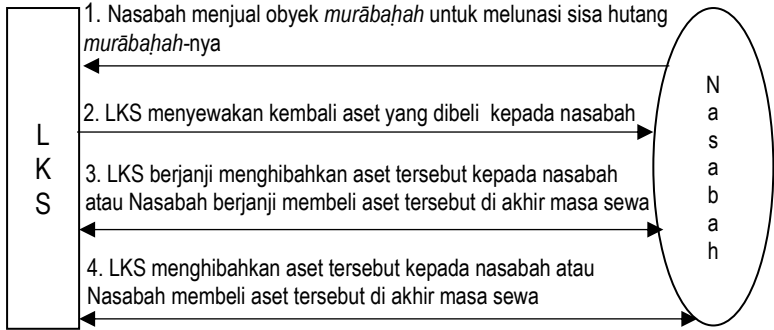 1. Nasabah menjual obyek murābaḥah untuk melunasi sisa hutang
murābaḥah-nya
2. LKS menyewakan kembali aset yang dibeli kepada nasabah
3. LKS berjanji menghibahkan aset tersebut kepada nasabah
atau Nasabah berjanji membeli aset tersebut di akhir masa sewa
4. LKS menghibahkan aset tersebut kepada nasabah atau
Nasabah membeli aset tersebut di akhir masa sewa
L
K
S
N
a
s
a
b
a
h